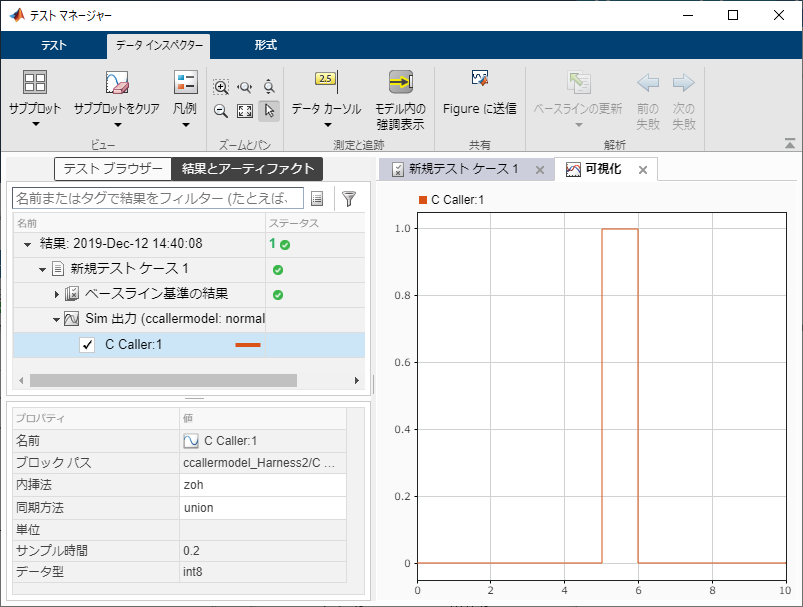 テスト マネージャー
テスト データ インスペクター 形式
サブプロット サブプロットをクリア 凡例
データ カーソル モデル内の 強調表示
Figure に送信
ベースラインの更新 前の 失敗 次の 失敗
2.5
ビュー ズームとパン 測定と追跡 共有 解析
テスト ブラウザー 結果とアーティファクト
名前またはタグで結果をフィルター (たとえば、
名前 ステータス
結果: 2019-Dec-12 14:40:08 1
新規テスト ケース 1
ベースライン基準の結果
Sim 出力 (ccallermodel: normal
C Caller:1
プロパティ 値
名前 C Caller:1
ブロック パス ccallermodel_Harness2/C ...
内挿法 zoh
同期方法 union
単位
サンプル時間 0.2
データ型 int8
新規テスト ケース 1 可視化
C Caller:1
1.0
0.8
0.6
0.4
0.2
0
0 2 4 6 8 10